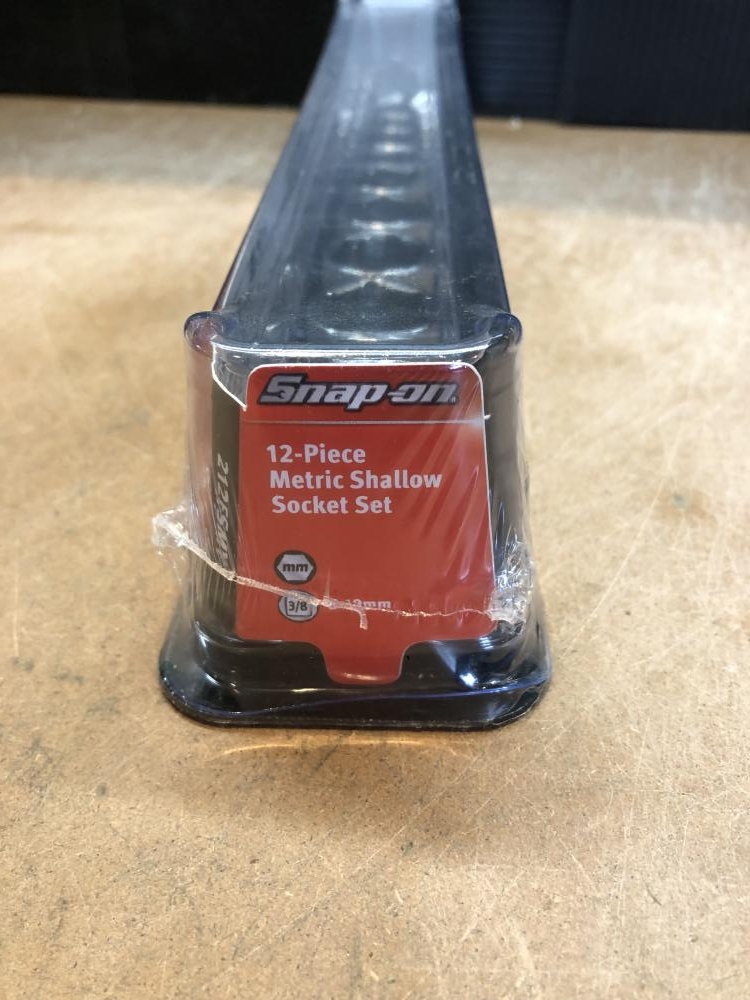 Snap-on
12-Piece
Metric Shallow
Socket Set
mm
3/8